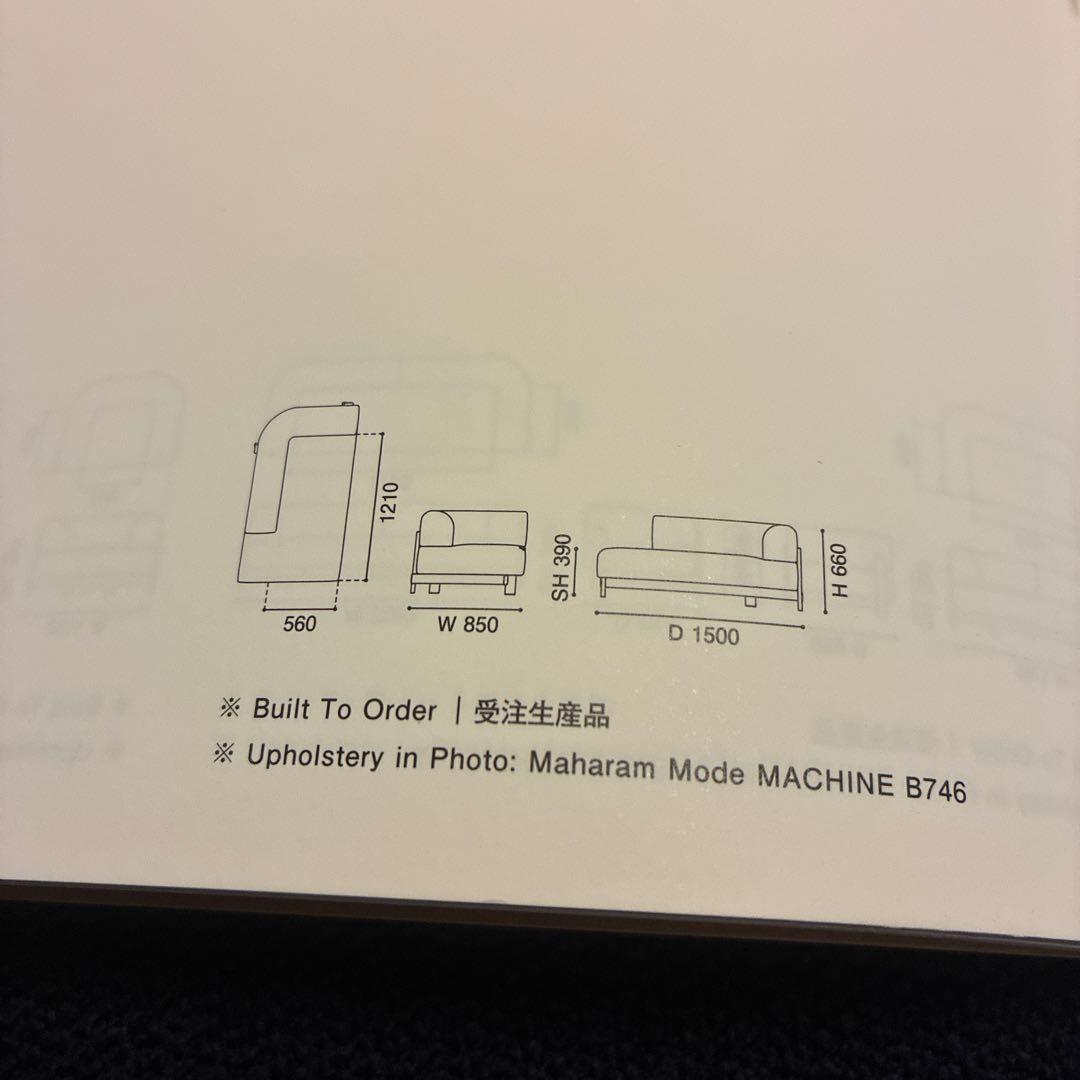 1210
SH 390
H 660
560
W 850
D 1500
※ Built To Order | 受注生産品
※ Upholstery in Photo: Maharam Mode MACHINE B746